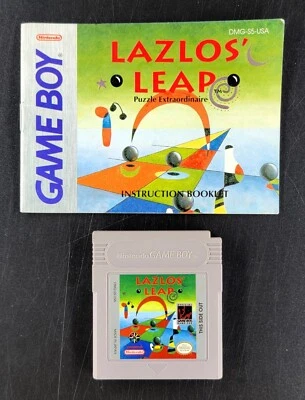 Nintendo
GAME BOY
DMG-S5-USA
LAZLOS'
LEAP
TM
Puzzle Extraordinaire
INSTRUCTION BOOKLET
Nintendo GAME BOY
LAZLOS'
LEAP
THIS SIDE OUT
Nintendo